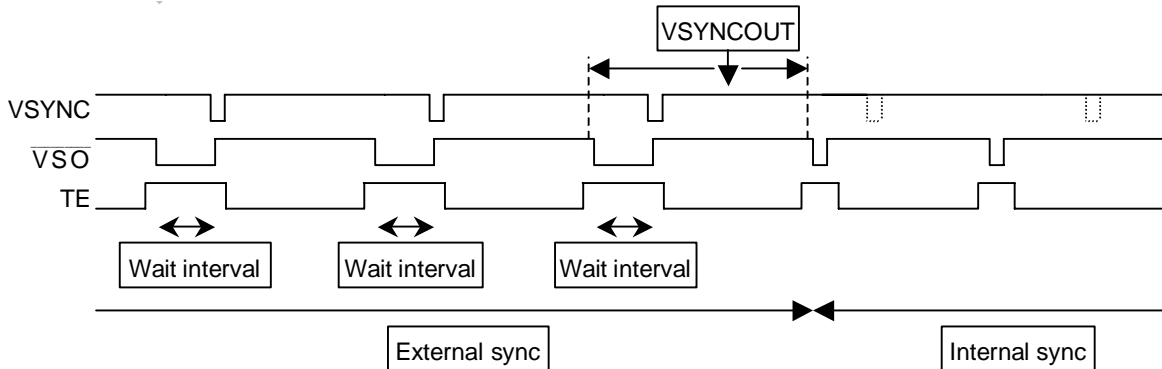 VSYNCOUT
VSYNC
VSO
TE
Wait interval Wait interval Wait interval
External sync Internal sync